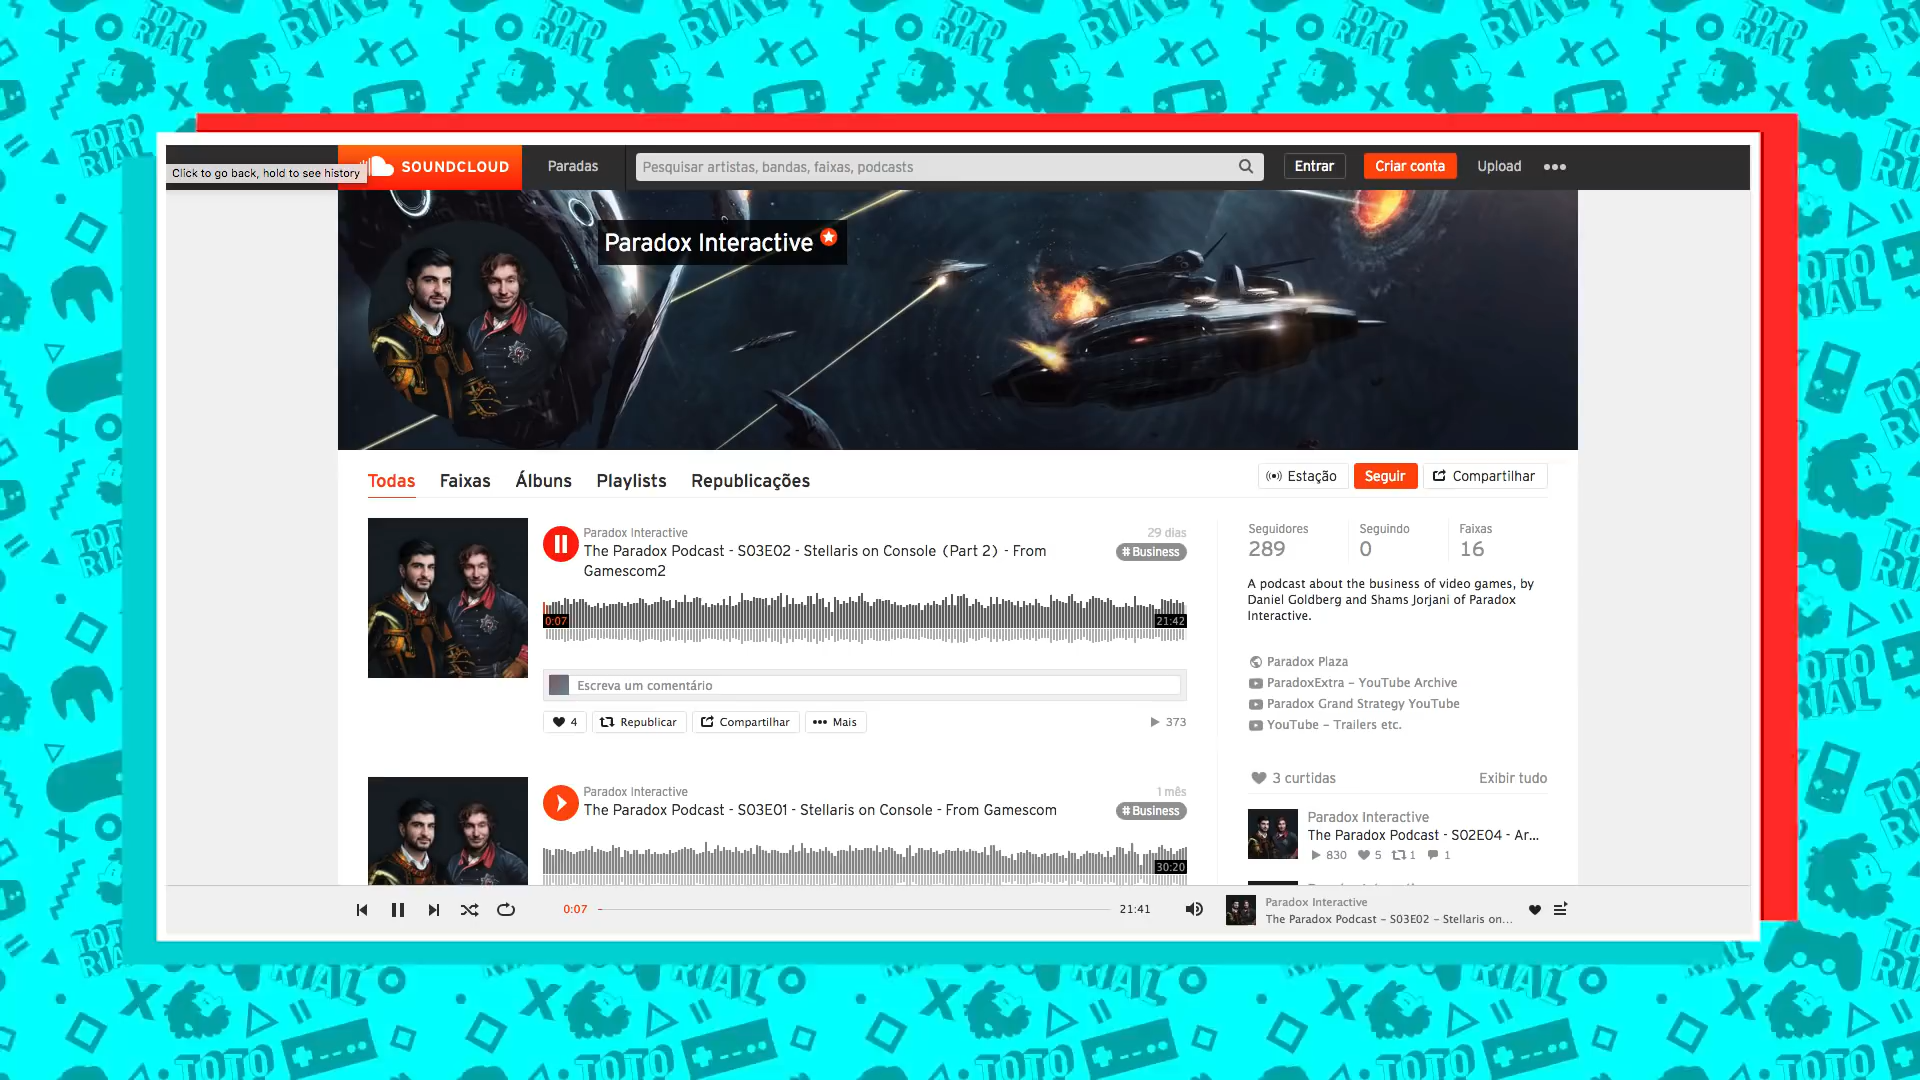 TOTO
RIAL
SOUNDCLOUD
Paradas
Pesquisar artistas, bandas, faixas, podcasts
Entrar
Criar conta
Upload
Click to go back, hold to see history
Paradox Interactive
Todas
Faixas
Álbuns
Playlists
Republicações
Estação
Seguir
Compartilhar
Paradox Interactive
29 dias
The Paradox Podcast - S03E02 - Stellaris on Console (Part 2) - From
Gamescom2
# Business
0:07
21:42
Escreva um comentário
4
Republicar
Compartilhar
Mais
373
Paradox Interactive
1 mês
The Paradox Podcast - S03E01 - Stellaris on Console - From Gamescom
# Business
30:20
Seguidores
289
Seguindo
0
Faixas
16
A podcast about the business of video games, by
Daniel Goldberg and Shams Jorjani of Paradox
Interactive.
Paradox Plaza
ParadoxExtra - YouTube Archive
Paradox Grand Strategy YouTube
YouTube - Trailers etc.
3 curtidas
Exibir tudo
Paradox Interactive
The Paradox Podcast - S02E04 - Ar...
830
5
1
1
0:07
21:41
Paradox Interactive
The Paradox Podcast - S03E02 - Stellaris on...